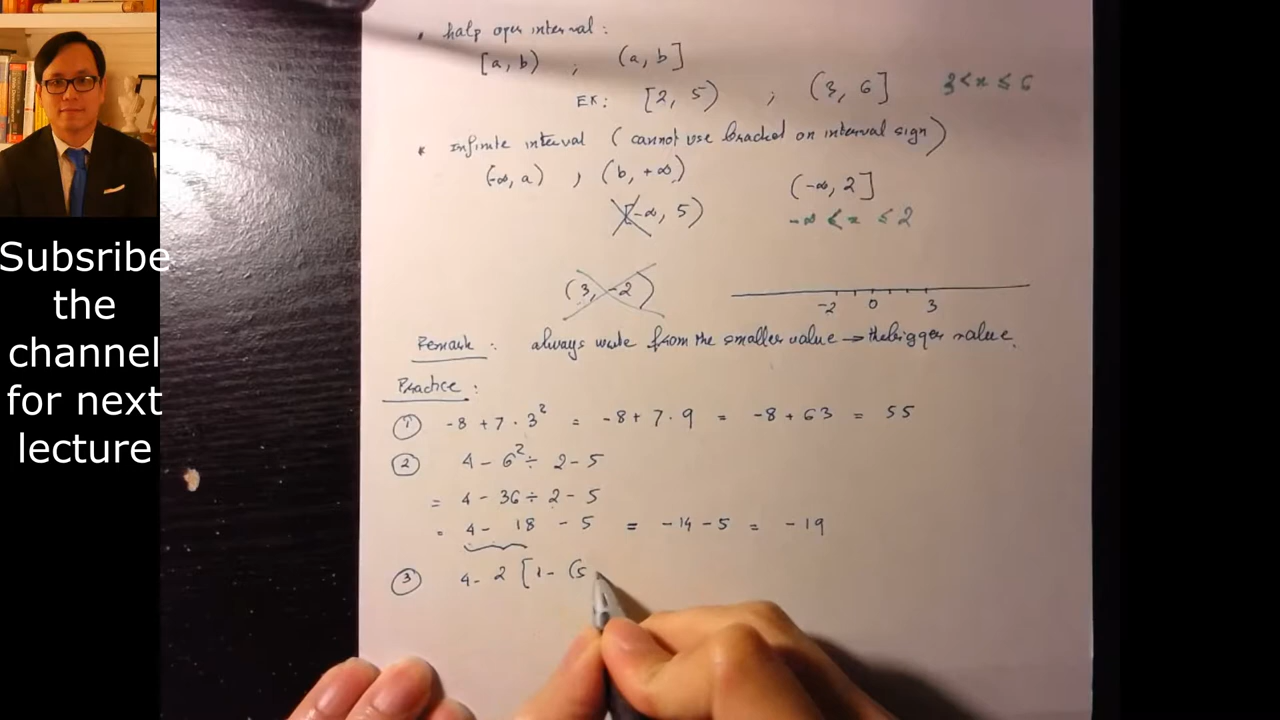 Subsribe
the
channel
for next
lecture
• half open interval :
[a, b) ; (a, b]
EX: [2, 5) ; (3, 6] 3 < x ≤ 6
* Infinite interval ( cannot use bracked on interval sign )
(-∞, a) , (b, +∞) (-∞, 2]
[-∞, 5) -∞ < x ≤ 2
(3, -2) -2 0 3
Remark : always write from the smaller value → the bigger value.
Practice :
① -8 + 7 · 3² = -8 + 7 · 9 = -8 + 63 = 55
② 4 - 6² ÷ 2 - 5
= 4 - 36 ÷ 2 - 5
= 4 - 18 - 5 = -14 - 5 = -19
③ 4 - 2 [1 - (5